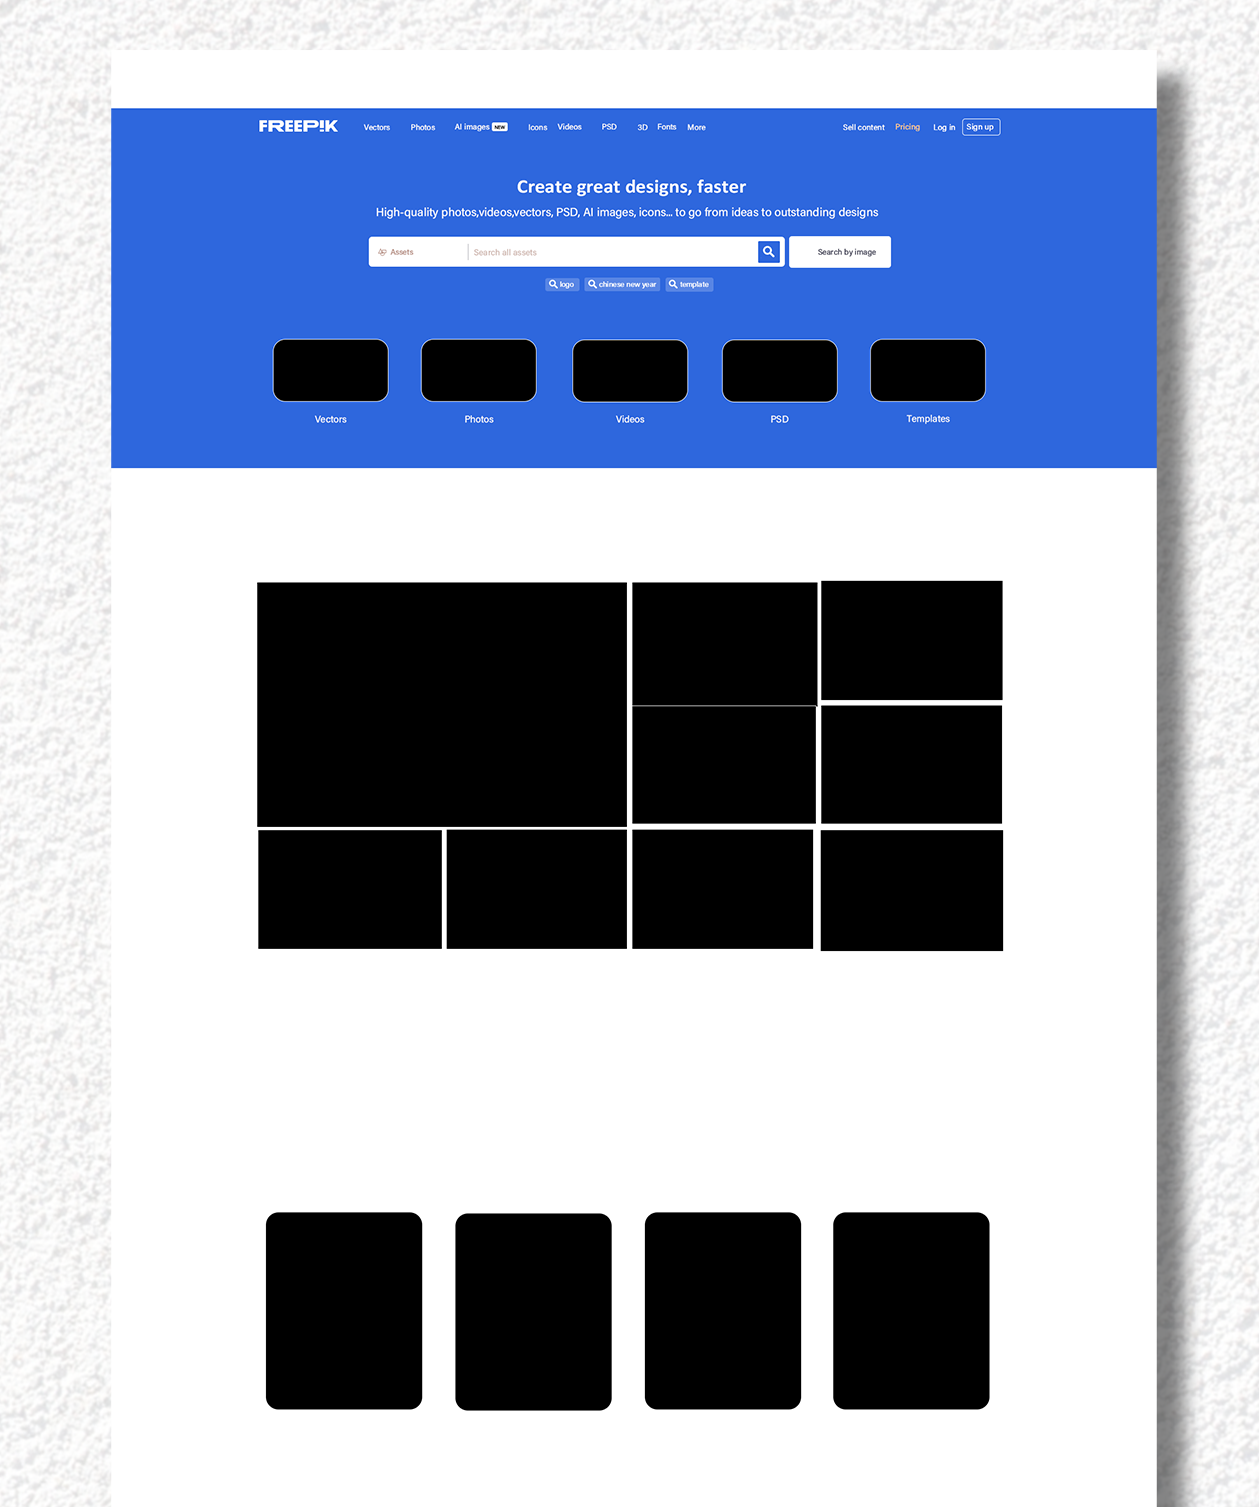 FREEPIK Vectors Photos AI images NEW Icons Videos PSD 3D Fonts More Sell content Pricing Log in Sign up
Create great designs, faster
High-quality photos,videos,vectors, PSD, AI images, icons... to go from ideas to outstanding designs
Assets Search all assets Search by image
logo chinese new year template
Vectors Photos Videos PSD Templates